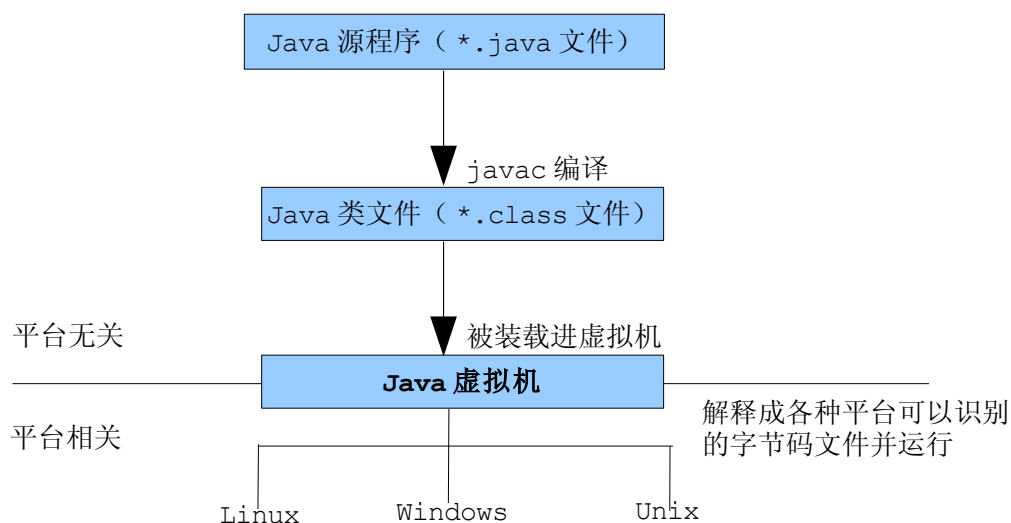 Java 源程序（ *.java 文件）
javac 编译
Java 类文件（ *.class 文件）
平台无关
被装载进虚拟机
Java 虚拟机
平台相关
解释成各种平台可以识别
的字节码文件并运行
Linux
Windows
Unix